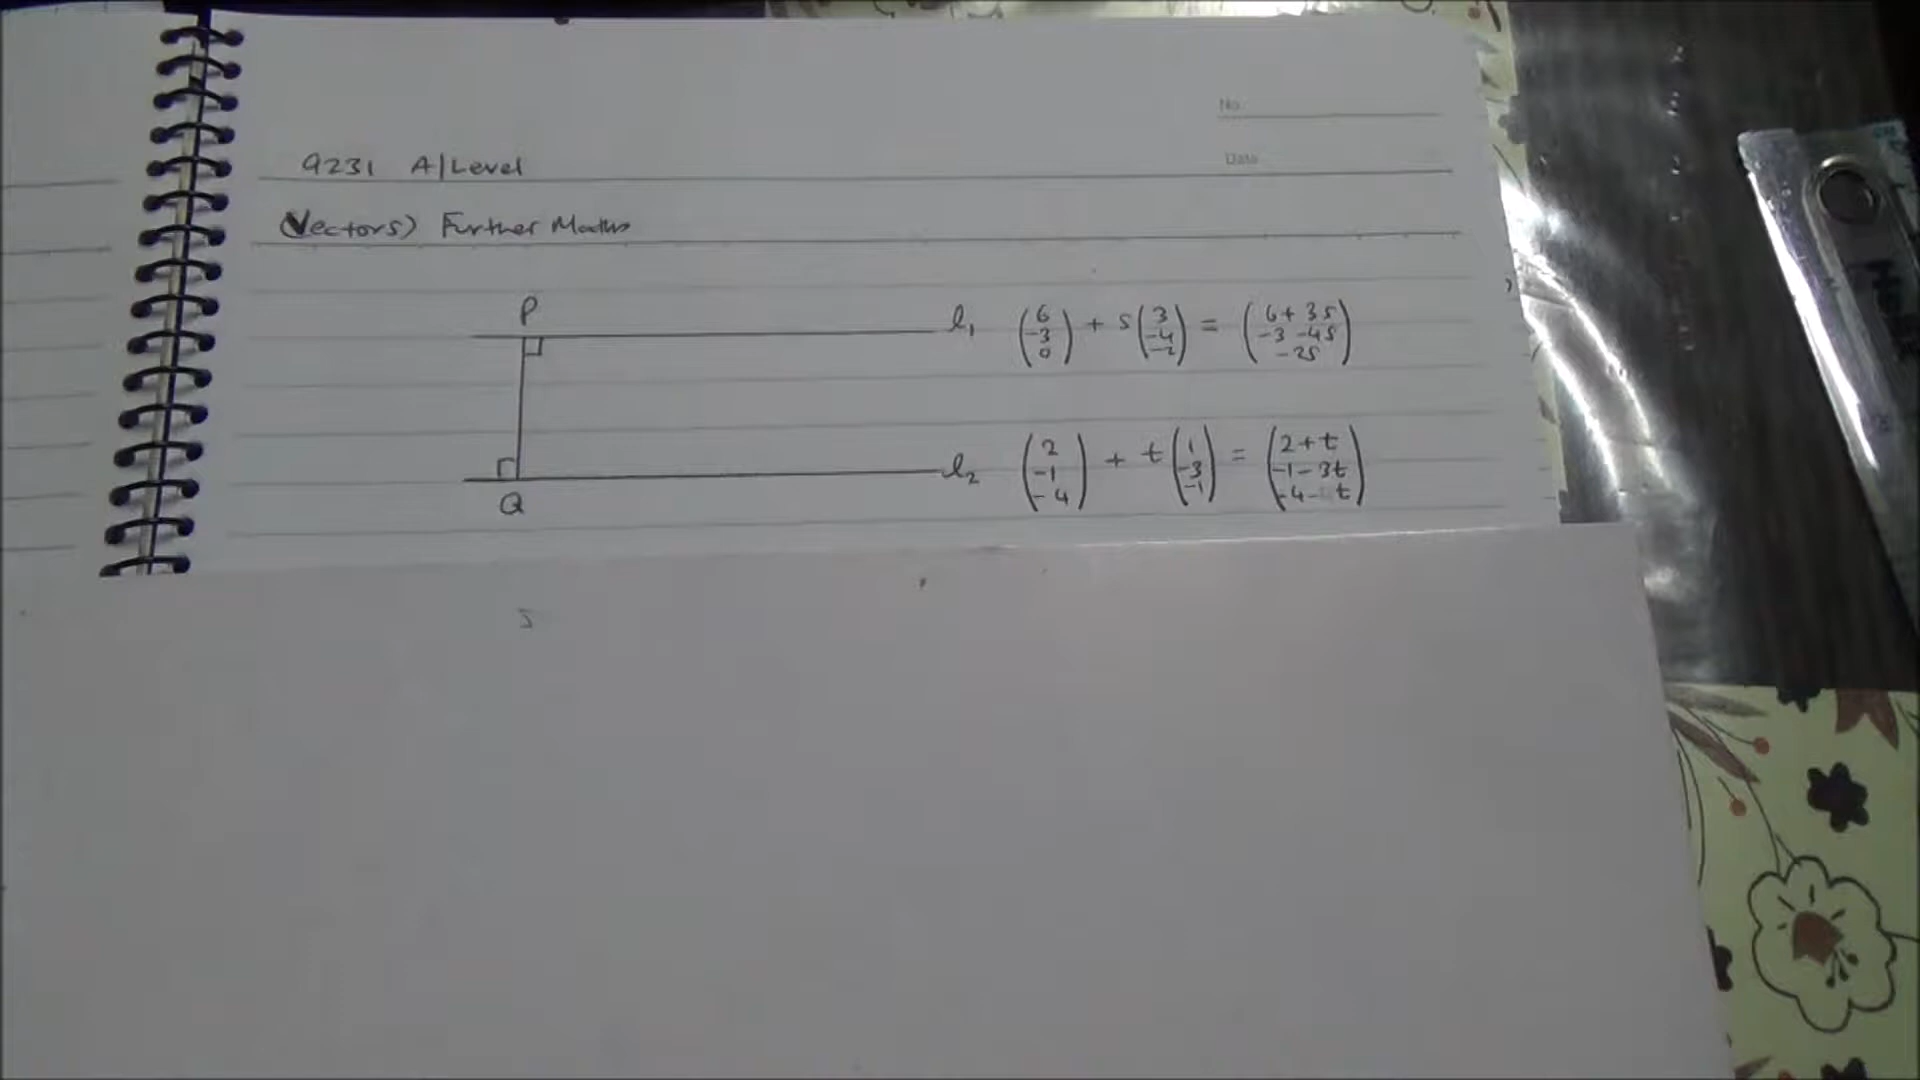 No.
Date
9231 A/Level
(Vectors) Further Maths
P
l₁ (6 -3 0) + s(3 -4 -2) = (6+3s -3-4s -2s)
l₂ (2 -1 -4) + t(1 -3 -1) = (2+t -1-3t -4-t)
Q